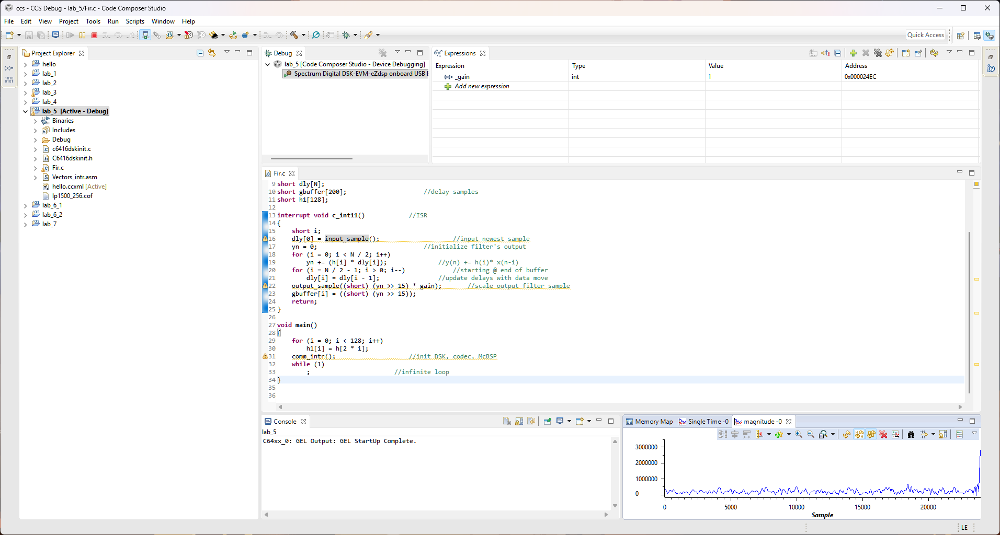 ccs - CCS Debug - lab_5/Fir.c - Code Composer Studio
File Edit View Project Tools Run Scripts Window Help
Quick Access
Project Explorer
hello
lab_1
lab_2
lab_3
lab_4
lab_5 [Active - Debug]
Binaries
Includes
Debug
c6416dskinit.c
C6416dskinit.h
Fir.c
Vectors_intr.asm
hello.ccxml [Active]
lp1500_256.cof
lab_6_1
lab_6_2
lab_7
Debug
lab_5 [Code Composer Studio - Device Debugging]
Spectrum Digital DSK-EVM-eZdsp onboard USB E
Expressions
Expression Type Value Address
(x)= _gain int 1 0x000024EC
Add new expression
Fir.c
9 short dly[N];
10 short gbuffer[200]; //delay samples
11 short h1[128];
12
13 interrupt void c_int11() //ISR
14 {
15 short i;
16 dly[0] = input_sample(); //input newest sample
17 yn = 0; //initialize filter's output
18 for (i = 0; i < N / 2; i++)
19 yn += (h[i] * dly[i]); //y(n) += h(i)* x(n-i)
20 for (i = N / 2 - 1; i > 0; i--) //starting @ end of buffer
21 dly[i] = dly[i - 1]; //update delays with data move
22 output_sample((short) (yn >> 15) * gain); //scale output filter sample
23 gbuffer[i] = ((short) (yn >> 15));
24 return;
25 }
26
27 void main()
28 {
29 for (i = 0; i < 128; i++)
30 h1[i] = h[2 * i];
31 comm_intr(); //init DSK, codec, McBSP
32 while (1)
33 ; //infinite loop
34 }
35
36
Console
lab_5
C64xx_0: GEL Output: GEL StartUp Complete.
Memory Map Single Time -0 magnitude -0
3000000
2000000
1000000
0
0 5000 10000 15000 20000
Sample
LE